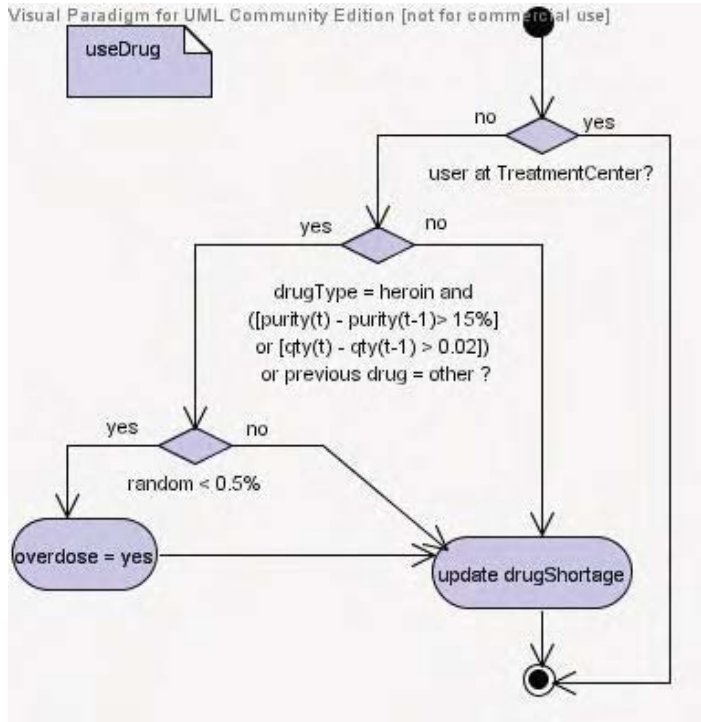 Visual Paradigm for UML Community Edition [not for commercial use]
useDrug
no
yes
user at TreatmentCenter?
yes
no
drugType = heroin and
([purity(t) - purity(t-1)> 15%]
or [qty(t) - qty(t-1) > 0.02])
or previous drug = other ?
yes
no
random < 0.5%
overdose = yes
update drugShortage